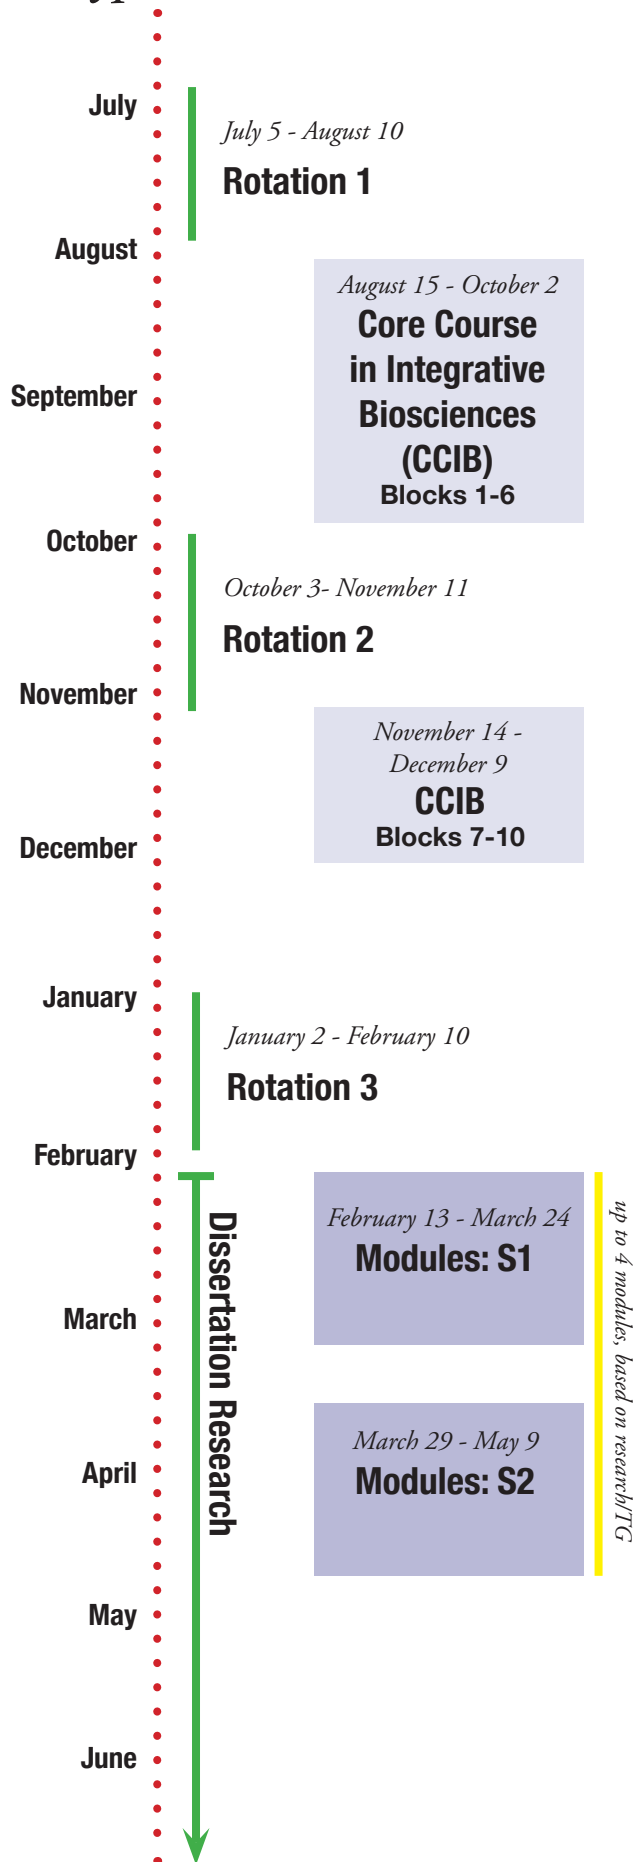 July
July 5 - August 10
Rotation 1
August
August 15 - October 2
Core Course
in Integrative
Biosciences
(CCIB)
Blocks 1-6
September
October
October 3- November 11
Rotation 2
November
November 14 -
December 9
CCIB
Blocks 7-10
December
January
January 2 - February 10
Rotation 3
February
Dissertation Research
February 13 - March 24
Modules: S1
up to 4 modules, based on research/TG
March
March 29 - May 9
Modules: S2
April
May
June